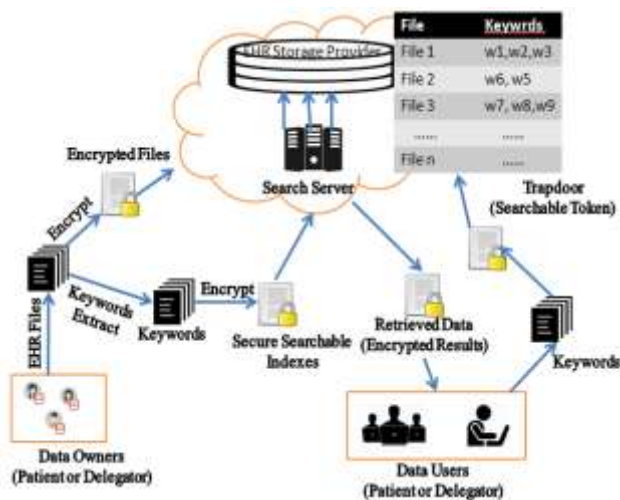 File Keywrds
File 1 w1,w2,w3
File 2 w6, w5
File 3 w7, w8,w9
...... .....
File n .....
EHR Storage Provider
Search Server
Encrypted Files
Encrypt
EHR Files
Keywords
Extract
Keywords
Encrypt
Secure Searchable
Indexes
Retrieved Data
(Encrypted Results)
Trapdoor
(Searchable Token)
Keywords
Data Owners
(Patient or Delegator)
Data Users
(Patient or Delegator)